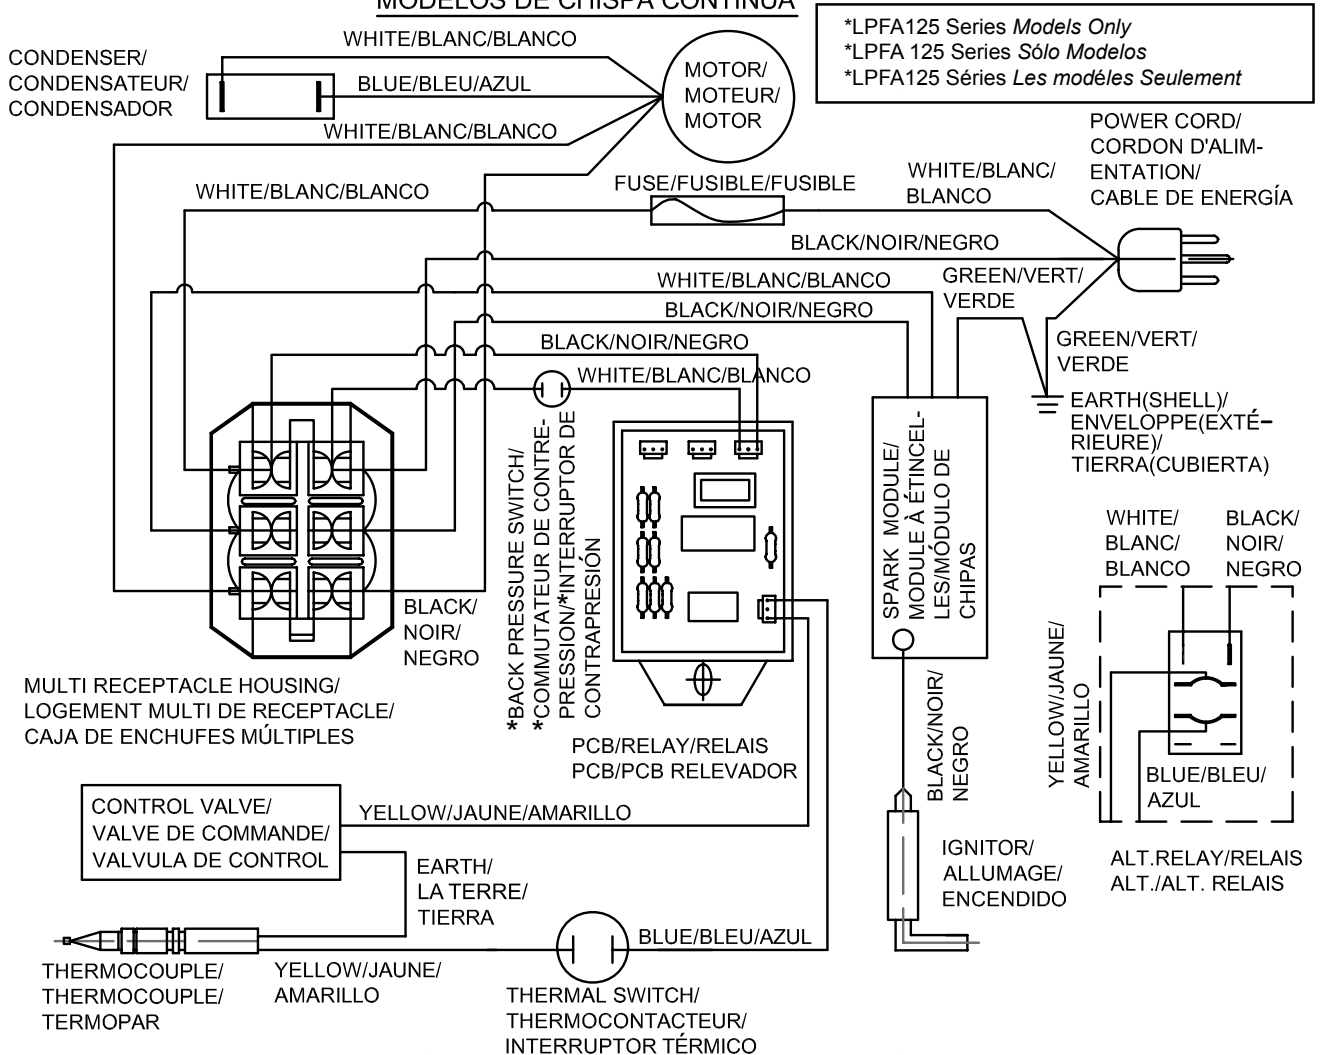 MODELOS DE CHISPA CONTINUA
*LPFA125 Series Models Only
*LPFA 125 Series Sólo Modelos
*LPFA125 Séries Les modéles Seulement
CONDENSER/
CONDENSATEUR/
CONDENSADOR
WHITE/BLANC/BLANCO
BLUE/BLEU/AZUL
WHITE/BLANC/BLANCO
MOTOR/
MOTEUR/
MOTOR
POWER CORD/
CORDON D'ALIM-
ENTATION/
CABLE DE ENERGÍA
WHITE/BLANC/BLANCO
FUSE/FUSIBLE/FUSIBLE
WHITE/BLANC/
BLANCO
BLACK/NOIR/NEGRO
WHITE/BLANC/BLANCO
GREEN/VERT/
VERDE
BLACK/NOIR/NEGRO
BLACK/NOIR/NEGRO
GREEN/VERT/
VERDE
WHITE/BLANC/BLANCO
EARTH(SHELL)/
ENVELOPPE(EXTÉ-
RIEURE)/
TIERRA(CUBIERTA)
*BACK PRESSURE SWITCH/
*COMMUTATEUR DE CONTRE-
PRESSION/*INTERRUPTOR DE
CONTRAPRESIÓN
SPARK MODULE/
MODULE À ÉTINCEL-
LES/MÓDULO DE
CHIPAS
WHITE/
BLANC/
BLANCO
BLACK/
NOIR/
NEGRO
BLACK/
NOIR/
NEGRO
MULTI RECEPTACLE HOUSING/
LOGEMENT MULTI DE RECEPTACLE/
CAJA DE ENCHUFES MÚLTIPLES
PCB/RELAY/RELAIS
PCB/PCB RELEVADOR
BLACK/NOIR/
NEGRO
YELLOW/JAUNE/
AMARILLO
BLUE/BLEU/
AZUL
CONTROL VALVE/
VALVE DE COMMANDE/
VALVULA DE CONTROL
YELLOW/JAUNE/AMARILLO
EARTH/
LA TERRE/
TIERRA
IGNITOR/
ALLUMAGE/
ENCENDIDO
ALT.RELAY/RELAIS
ALT./ALT. RELAIS
BLUE/BLEU/AZUL
THERMOCOUPLE/
THERMOCOUPLE/
TERMOPAR
YELLOW/JAUNE/
AMARILLO
THERMAL SWITCH/
THERMOCONTACTEUR/
INTERRUPTOR TÉRMICO